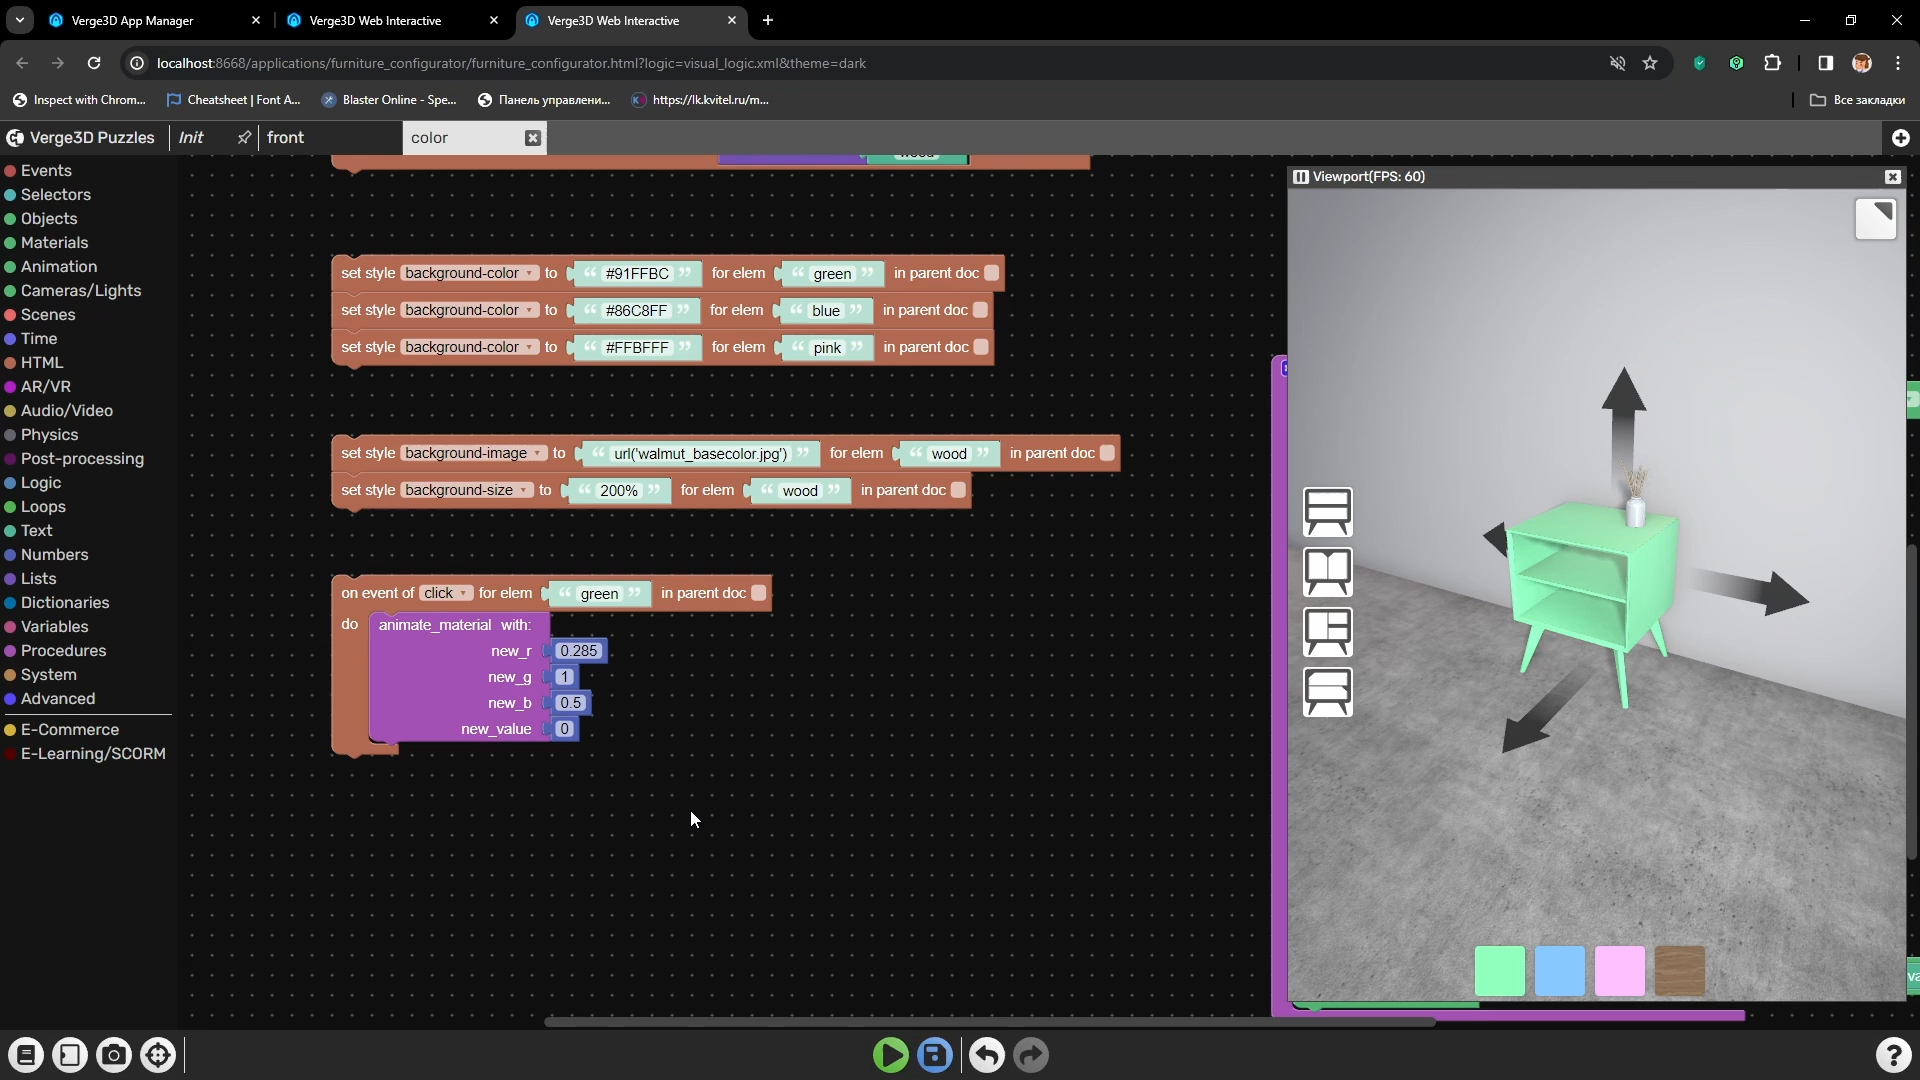 Verge3D App Manager
Verge3D Web Interactive
Verge3D Web Interactive
localhost:8668/applications/furniture_configurator/furniture_configurator.html?logic=visual_logic.xml&theme=dark
Inspect with Chrom...
Cheatsheet | Font A...
Blaster Online - Spe...
Панель управлени...
https://lk.kvitel.ru/m...
Все закладки
Verge3D Puzzles
Init
front
color
Events
Selectors
Objects
Materials
Animation
Cameras/Lights
Scenes
Time
HTML
AR/VR
Audio/Video
Physics
Post-processing
Logic
Loops
Text
Numbers
Lists
Dictionaries
Variables
Procedures
System
Advanced
E-Commerce
E-Learning/SCORM
set style background-color to “ #91FFBC ” for elem “ green ” in parent doc
set style background-color to “ #86C8FF ” for elem “ blue ” in parent doc
set style background-color to “ #FFBFFF ” for elem “ pink ” in parent doc
set style background-image to “ url('walmut_basecolor.jpg') ” for elem “ wood ” in parent doc
set style background-size to “ 200% ” for elem “ wood ” in parent doc
on event of click for elem “ green ” in parent doc
do animate_material with:
new_r 0.285
new_g 1
new_b 0.5
new_value 0
Viewport(FPS: 60)